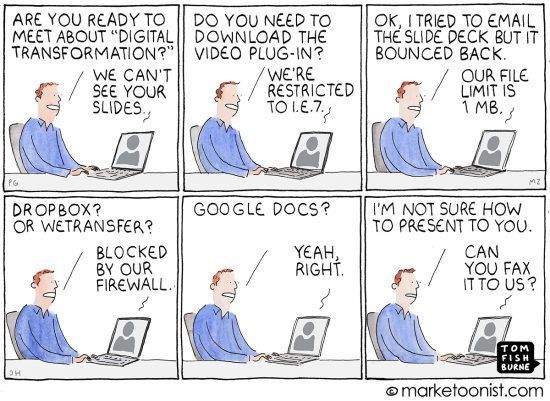 ARE YOU READY TO
MEET ABOUT "DIGITAL
TRANSFORMATION?"
WE CAN'T
SEE YOUR
SLIDES.
PG
DO YOU NEED TO
DOWNLOAD THE
VIDEO PLUG-IN?
WE'RE
RESTRICTED
TO I.E.7.
OK, I TRIED TO EMAIL
THE SLIDE DECK BUT IT
BOUNCED BACK.
OUR FILE
LIMIT IS
1 MB.
MZ
DROPBOX?
OR WETRANSFER?
BLOCKED
BY OUR
FIREWALL.
JH
GOOGLE DOCS?
YEAH,
RIGHT.
I'M NOT SURE HOW
TO PRESENT TO YOU.
CAN
YOU FAX
IT TO US?
TOM
FISH
BURNE
© marketoonist.com